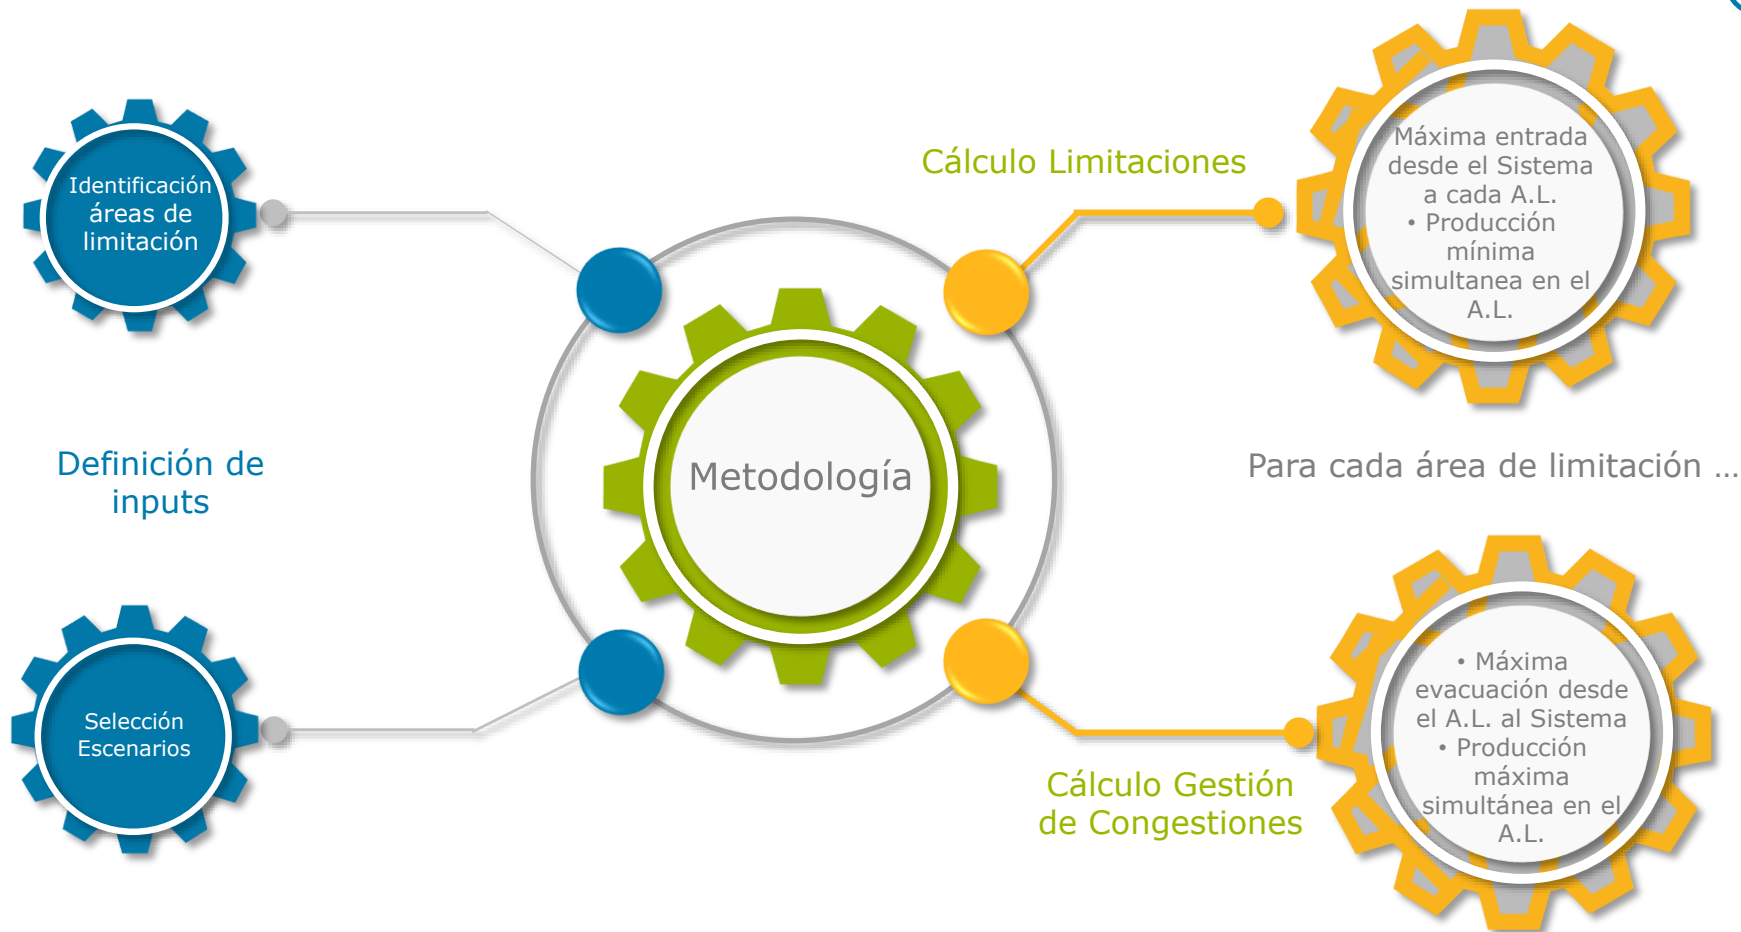 Identificación
áreas de
limitación
Definición de
inputs
Selección
Escenarios
Metodología
Cálculo Limitaciones
Máxima entrada
desde el Sistema
a cada A.L.
• Producción
mínima
simultanea en el
A.L.
Para cada área de limitación ...
Cálculo Gestión
de Congestiones
• Máxima
evacuación desde
el A.L. al Sistema
• Producción
máxima
simultánea en el
A.L.